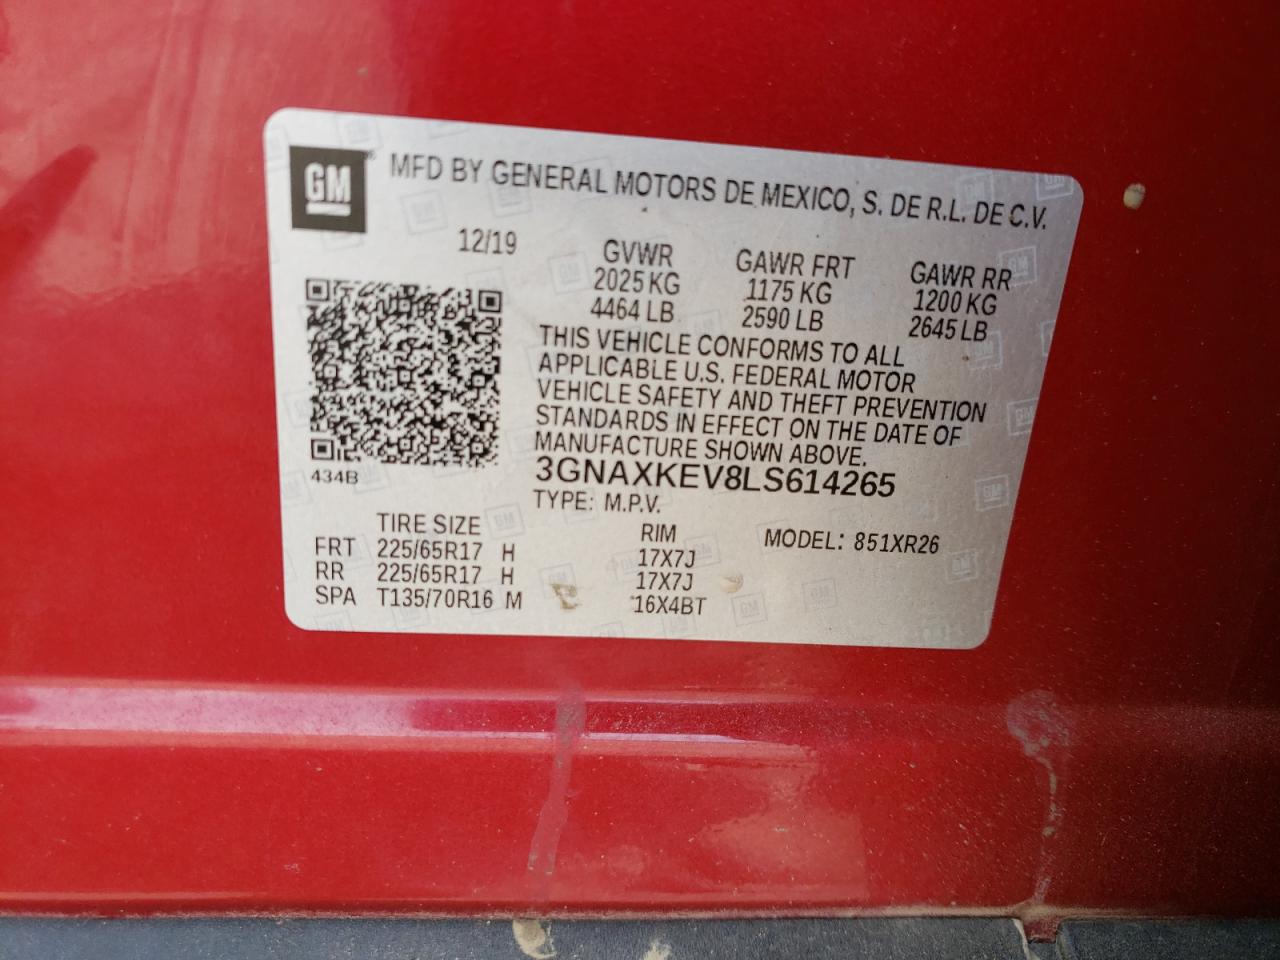 GM® MFD BY GENERAL MOTORS DE MEXICO, S. DE R.L. DE C.V.
12/19 GVWR GAWR FRT GAWR RR
2025 KG 1175 KG 1200 KG
4464 LB 2590 LB 2645 LB
THIS VEHICLE CONFORMS TO ALL
APPLICABLE U.S. FEDERAL MOTOR
VEHICLE SAFETY AND THEFT PREVENTION
STANDARDS IN EFFECT ON THE DATE OF
MANUFACTURE SHOWN ABOVE.
434B 3GNAXKEV8LS614265
TYPE: M.P.V.
TIRE SIZE RIM MODEL: 851XR26
FRT 225/65R17 H 17X7J
RR 225/65R17 H 17X7J
SPA T135/70R16 M 16X4BT